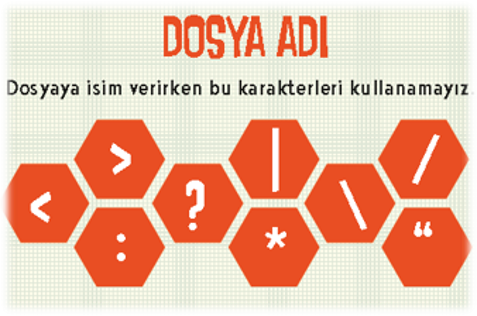 DOSYA ADI
Dosyaya isim verirken bu karakterleri kullanamayız.
> | /
< ? \
: * “